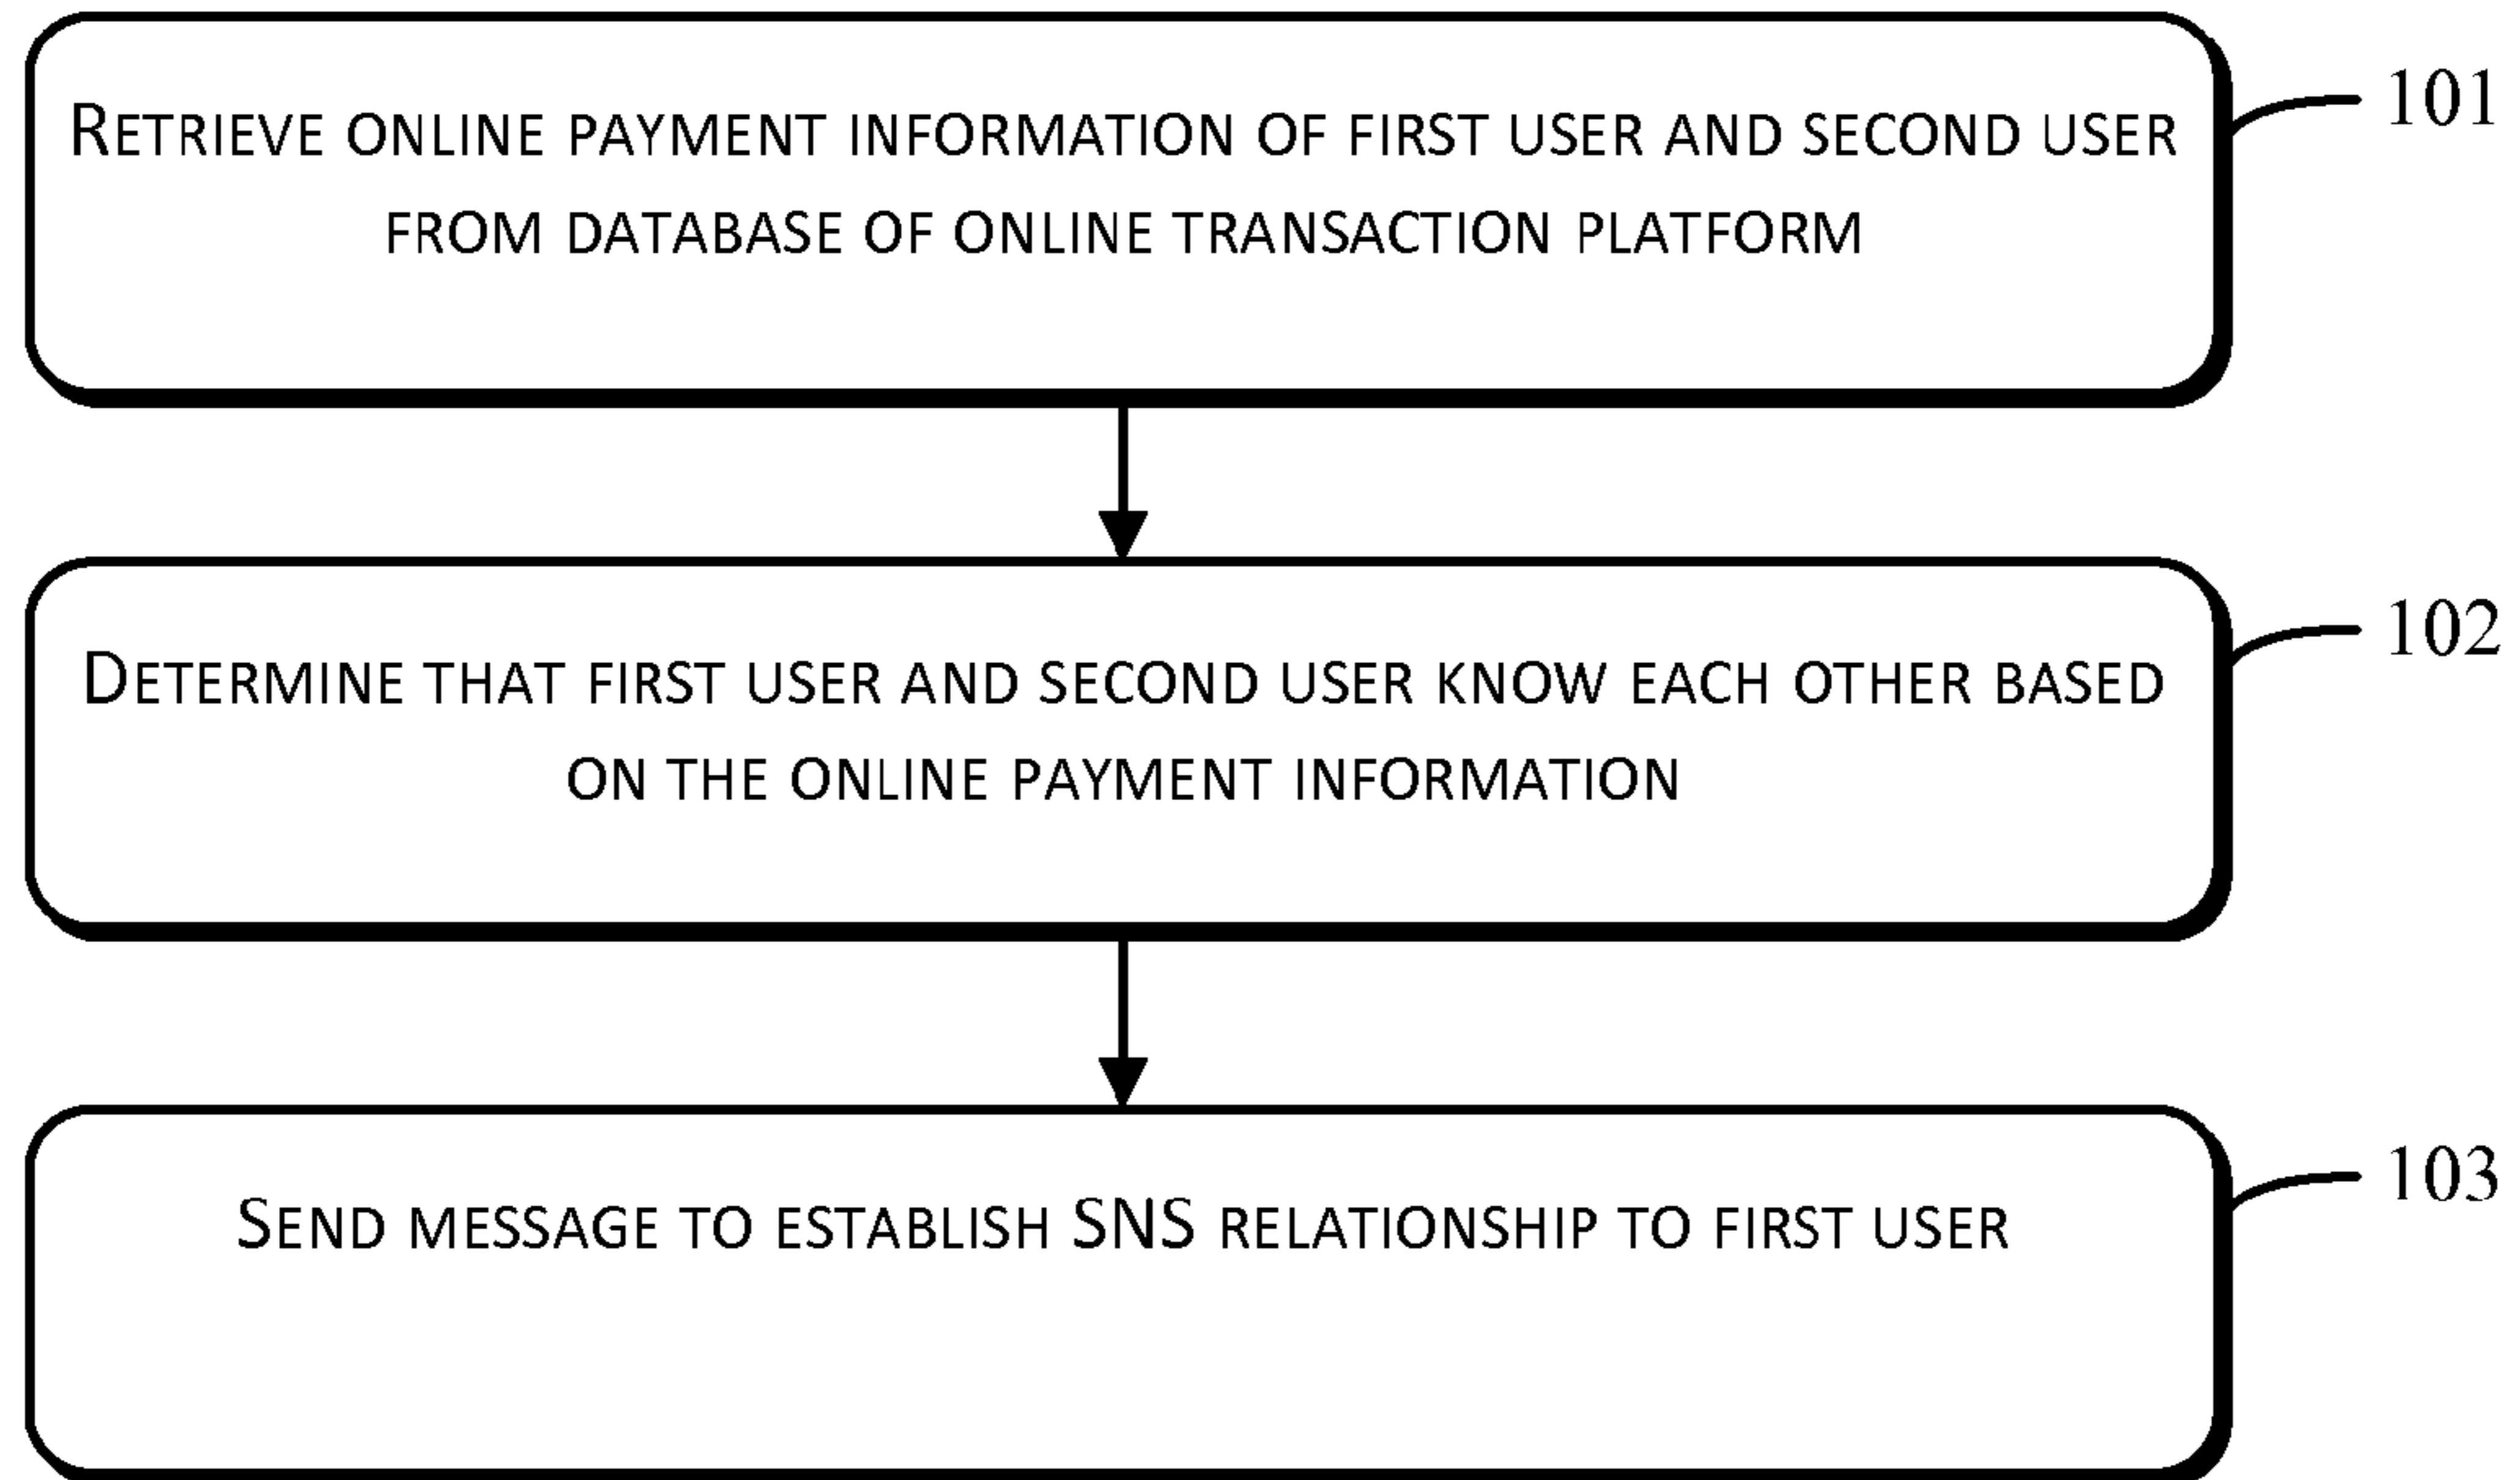 RETRIEVE ONLINE PAYMENT INFORMATION OF FIRST USER AND SECOND USER
FROM DATABASE OF ONLINE TRANSACTION PLATFORM
101
DETERMINE THAT FIRST USER AND SECOND USER KNOW EACH OTHER BASED
ON THE ONLINE PAYMENT INFORMATION
102
SEND MESSAGE TO ESTABLISH SNS RELATIONSHIP TO FIRST USER
103